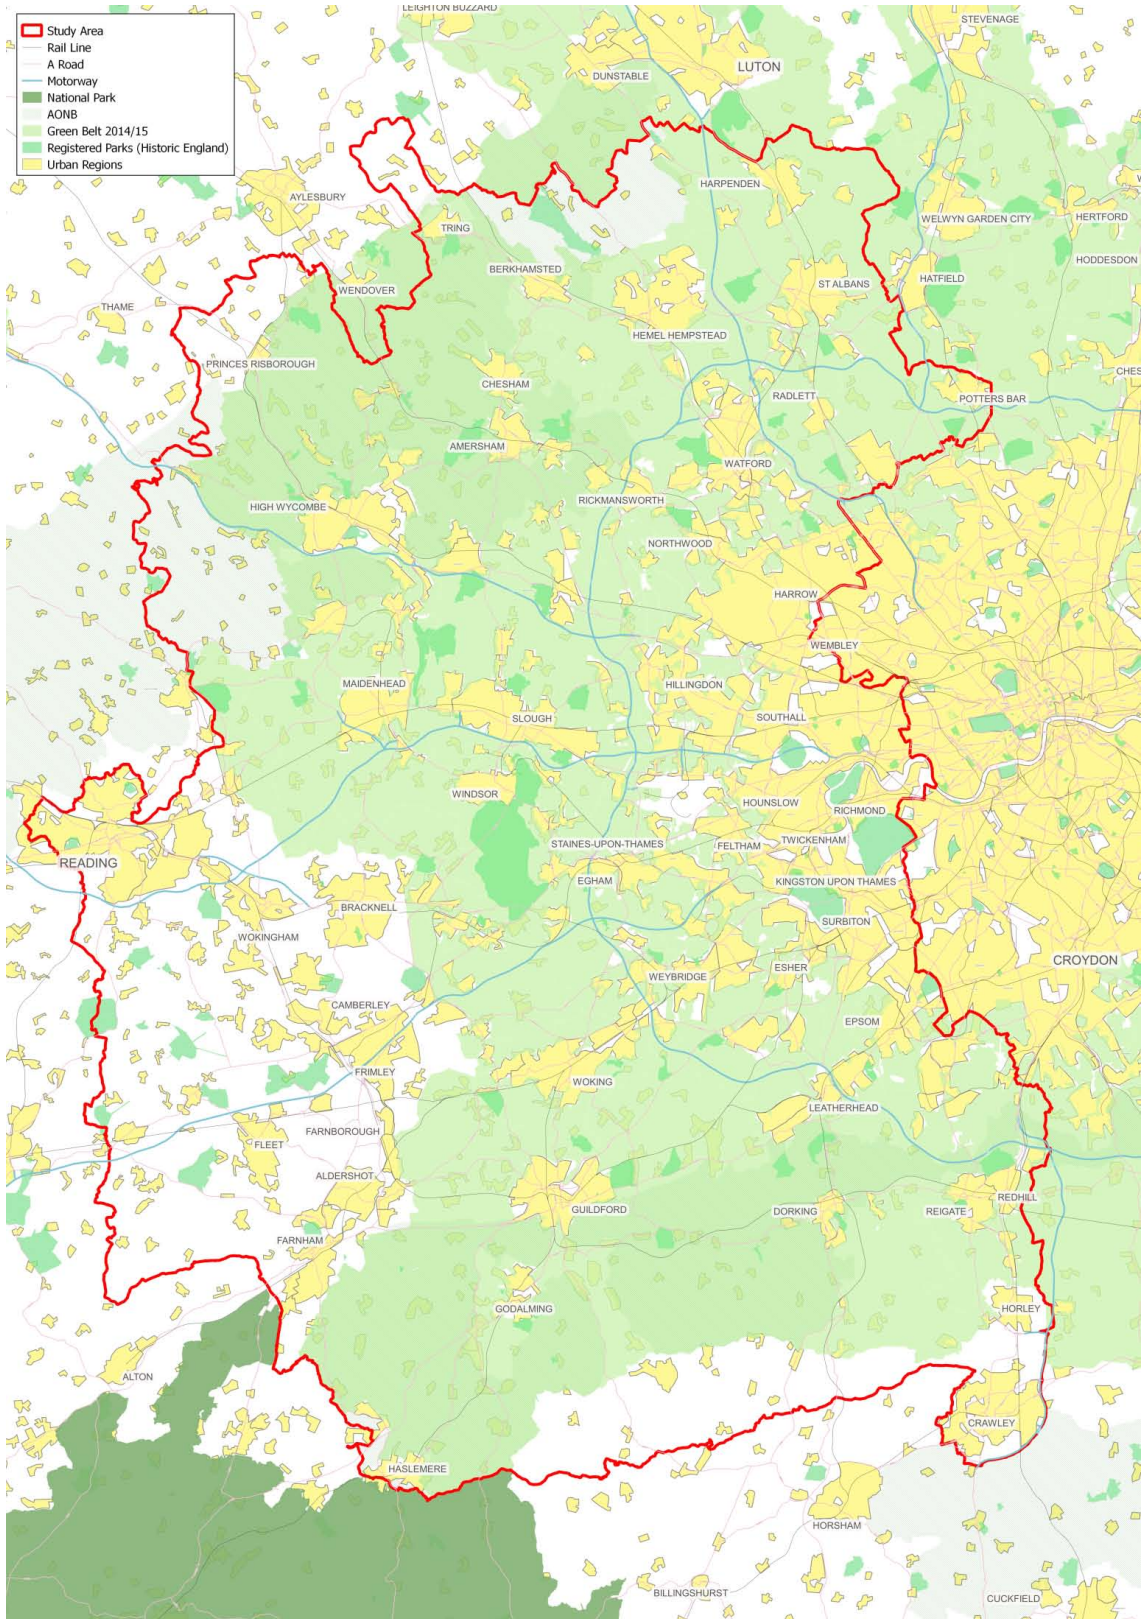 LEIGHTON BUZZARD
STEVENAGE
Study Area
Rail Line
A Road
Motorway
National Park
AONB
Green Belt 2014/15
Registered Parks (Historic England)
Urban Regions
LUTON
DUNSTABLE
HARPENDEN
AYLESBURY
WELWYN GARDEN CITY
HERTFORD
TRING
BERKHAMSTED
HODDESDON
WENDOVER
ST ALBANS
HATFIELD
THAME
HEMEL HEMPSTEAD
PRINCES RISBOROUGH
CHESHAM
RADLETT
POTTERS BAR
AMERSHAM
WATFORD
HIGH WYCOMBE
RICKMANSWORTH
NORTHWOOD
HARROW
WEMBLEY
MAIDENHEAD
HILLINGDON
SLOUGH
SOUTHALL
WINDSOR
HOUNSLOW
RICHMOND
STAINES-UPON-THAMES
FELTHAM
TWICKENHAM
READING
EGHAM
KINGSTON UPON THAMES
BRACKNELL
SURBITON
WOKINGHAM
CROYDON
WEYBRIDGE
ESHER
CAMBERLEY
EPSOM
FRIMLEY
WOKING
LEATHERHEAD
FARNBOROUGH
FLEET
ALDERSHOT
REDHILL
GUILDFORD
DORKING
REIGATE
FARNHAM
GODALMING
HORLEY
ALTON
CRAWLEY
HASLEMERE
HORSHAM
BILLINGSHURST
CUCKFIELD